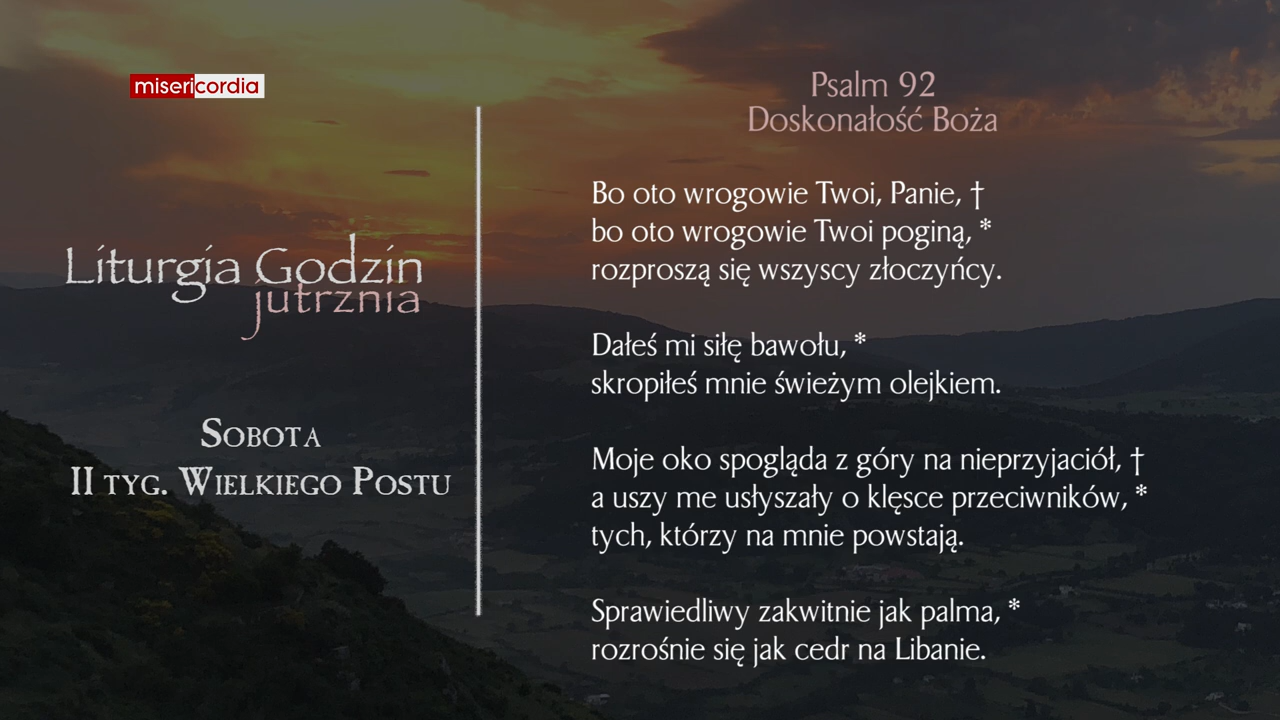 misericordia
Liturgia Godzin
jutrznia
Sobota
II tyg. Wielkiego Postu
Psalm 92
Doskonałość Boża
Bo oto wrogowie Twoi, Panie, †
bo oto wrogowie Twoi poginą, *
rozproszą się wszyscy złoczyńcy.
Dałeś mi siłę bawołu, *
skropiłeś mnie świeżym olejkiem.
Moje oko spogląda z góry na nieprzyjaciół, †
a uszy me usłyszały o klęsce przeciwników, *
tych, którzy na mnie powstają.
Sprawiedliwy zakwitnie jak palma, *
rozrośnie się jak cedr na Libanie.